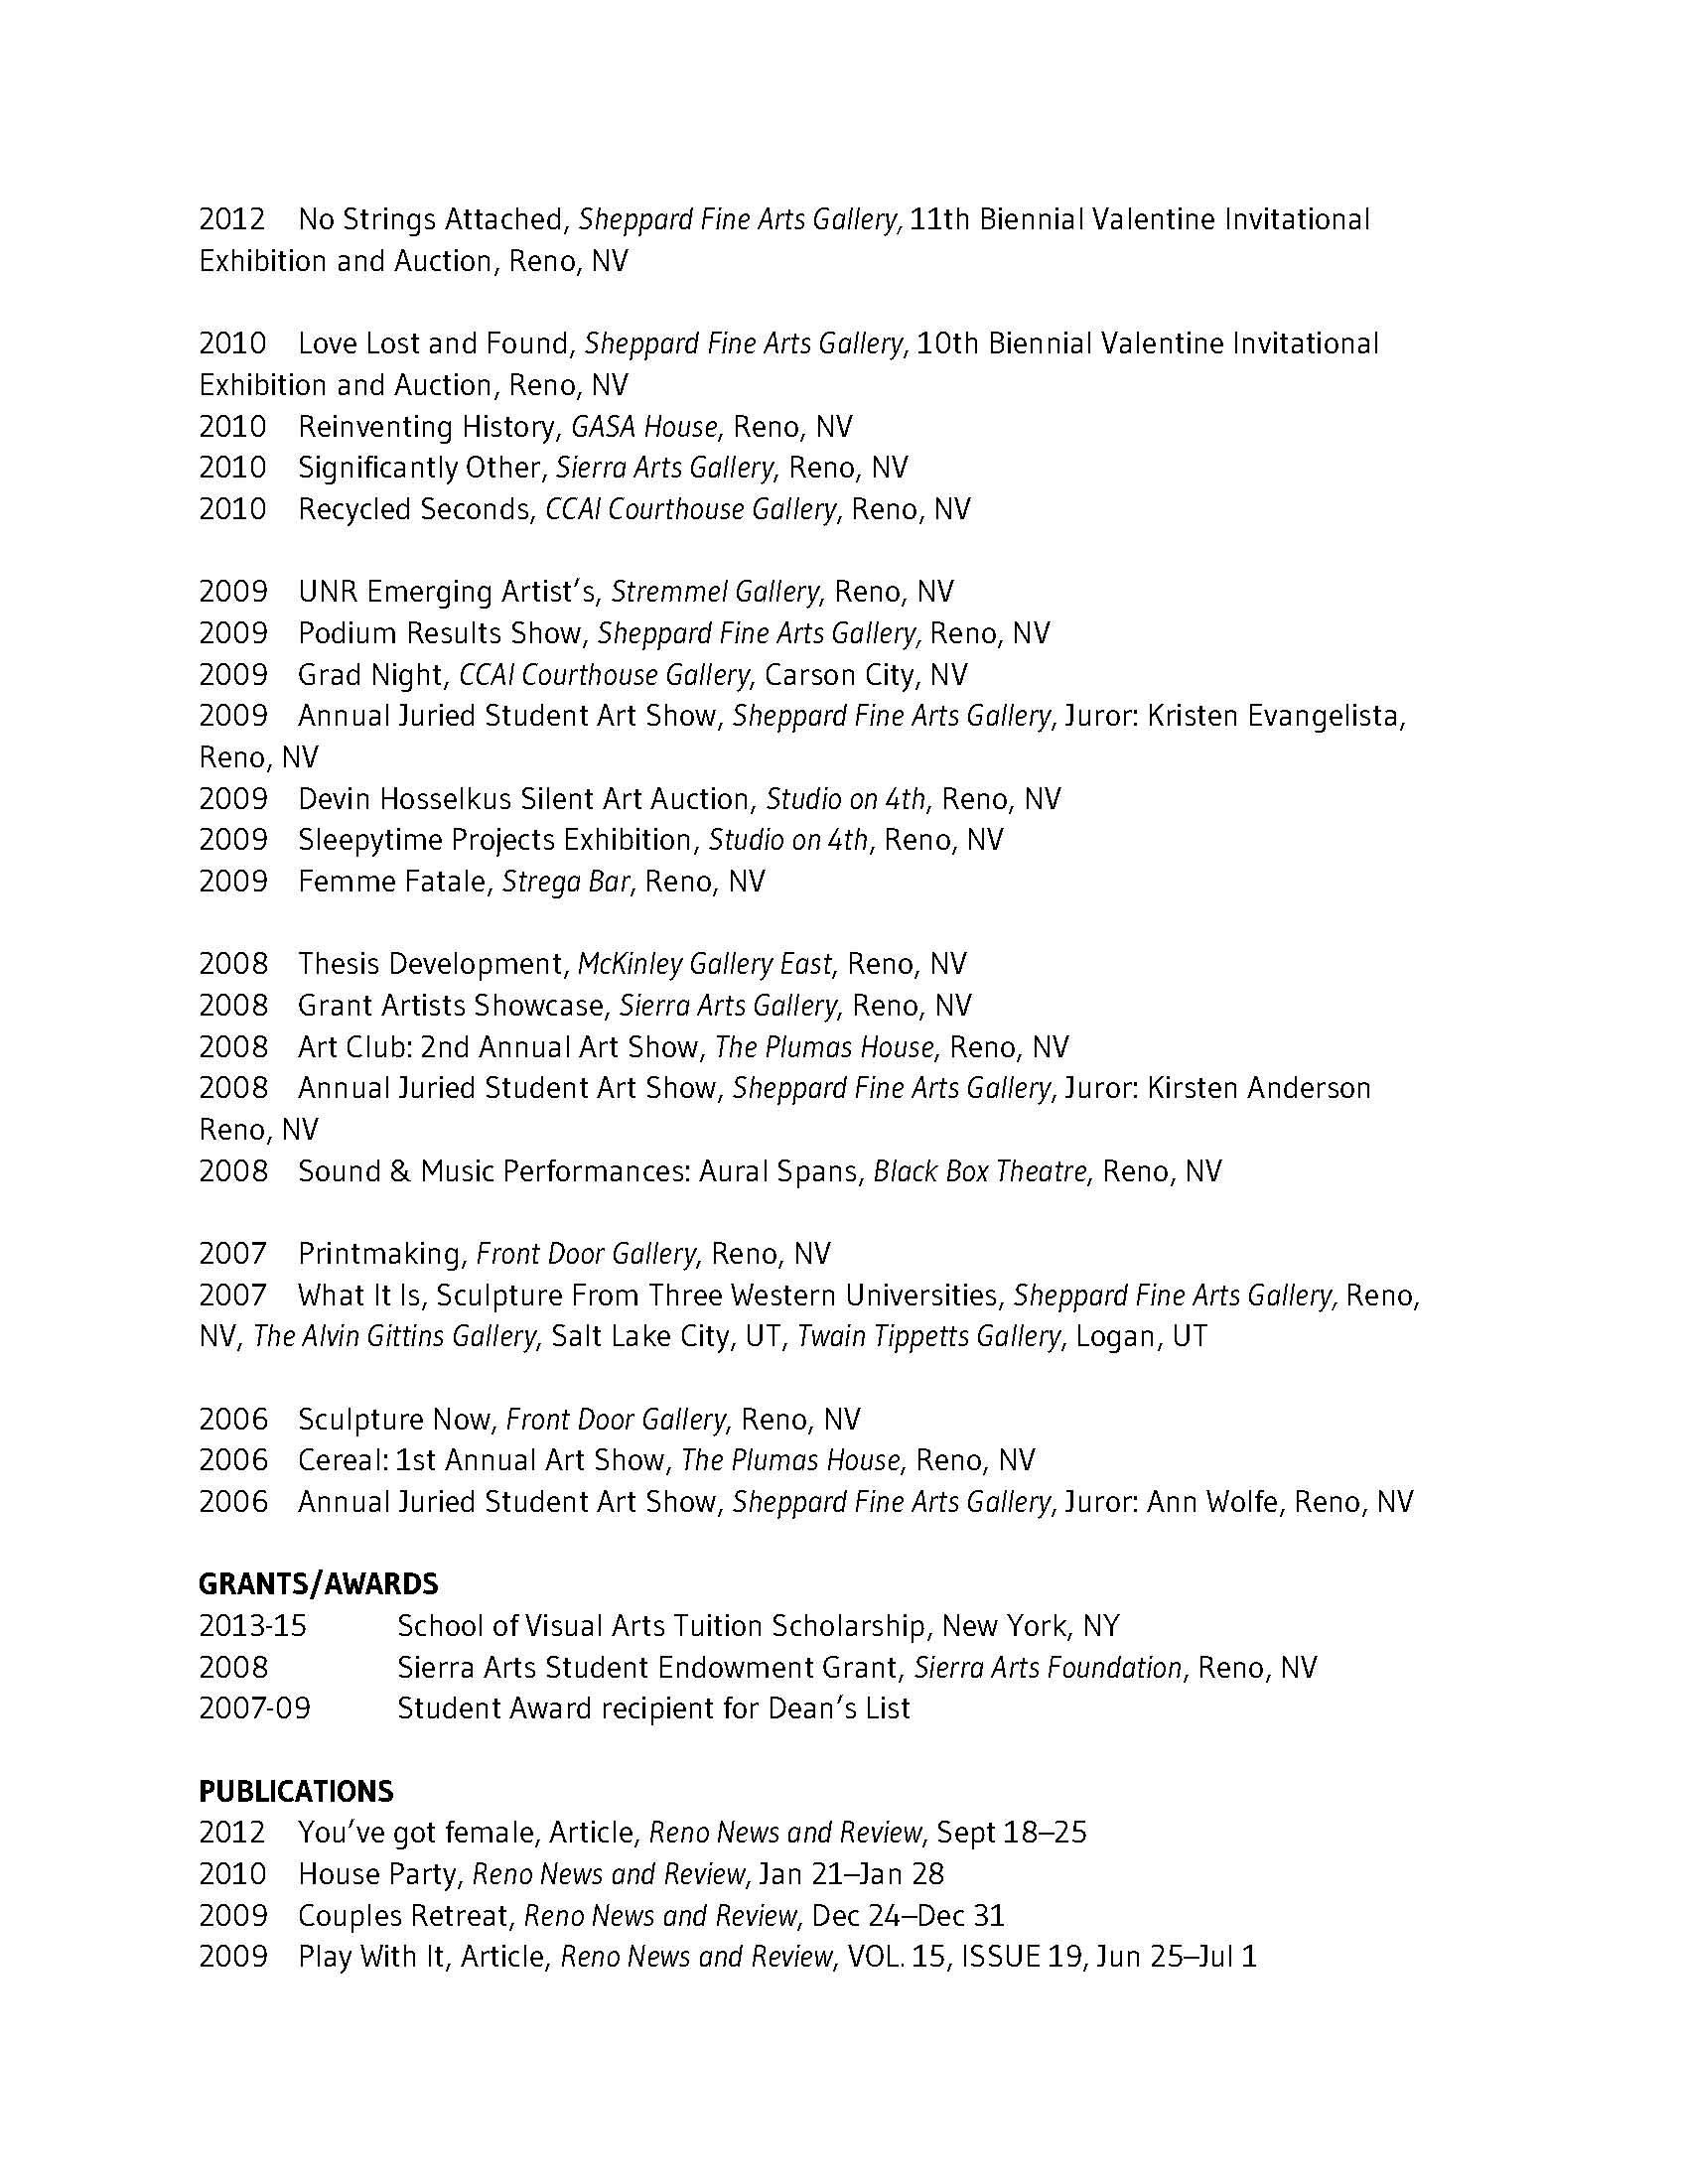 2012 No Strings Attached, Sheppard Fine Arts Gallery, 11th Biennial Valentine Invitational
Exhibition and Auction, Reno, NV
2010 Love Lost and Found, Sheppard Fine Arts Gallery, 10th Biennial Valentine Invitational
Exhibition and Auction, Reno, NV
2010 Reinventing History, GASA House, Reno, NV
2010 Significantly Other, Sierra Arts Gallery, Reno, NV
2010 Recycled Seconds, CCAI Courthouse Gallery, Reno, NV
2009 UNR Emerging Artist’s, Stremmel Gallery, Reno, NV
2009 Podium Results Show, Sheppard Fine Arts Gallery, Reno, NV
2009 Grad Night, CCAI Courthouse Gallery, Carson City, NV
2009 Annual Juried Student Art Show, Sheppard Fine Arts Gallery, Juror: Kristen Evangelista,
Reno, NV
2009 Devin Hosselkus Silent Art Auction, Studio on 4th, Reno, NV
2009 Sleepytime Projects Exhibition, Studio on 4th, Reno, NV
2009 Femme Fatale, Strega Bar, Reno, NV
2008 Thesis Development, McKinley Gallery East, Reno, NV
2008 Grant Artists Showcase, Sierra Arts Gallery, Reno, NV
2008 Art Club: 2nd Annual Art Show, The Plumas House, Reno, NV
2008 Annual Juried Student Art Show, Sheppard Fine Arts Gallery, Juror: Kirsten Anderson
Reno, NV
2008 Sound & Music Performances: Aural Spans, Black Box Theatre, Reno, NV
2007 Printmaking, Front Door Gallery, Reno, NV
2007 What It Is, Sculpture From Three Western Universities, Sheppard Fine Arts Gallery, Reno,
NV, The Alvin Gittins Gallery, Salt Lake City, UT, Twain Tippetts Gallery, Logan, UT
2006 Sculpture Now, Front Door Gallery, Reno, NV
2006 Cereal: 1st Annual Art Show, The Plumas House, Reno, NV
2006 Annual Juried Student Art Show, Sheppard Fine Arts Gallery, Juror: Ann Wolfe, Reno, NV
GRANTS/AWARDS
2013-15 School of Visual Arts Tuition Scholarship, New York, NY
2008 Sierra Arts Student Endowment Grant, Sierra Arts Foundation, Reno, NV
2007-09 Student Award recipient for Dean’s List
PUBLICATIONS
2012 You’ve got female, Article, Reno News and Review, Sept 18–25
2010 House Party, Reno News and Review, Jan 21–Jan 28
2009 Couples Retreat, Reno News and Review, Dec 24–Dec 31
2009 Play With It, Article, Reno News and Review, VOL. 15, ISSUE 19, Jun 25–Jul 1